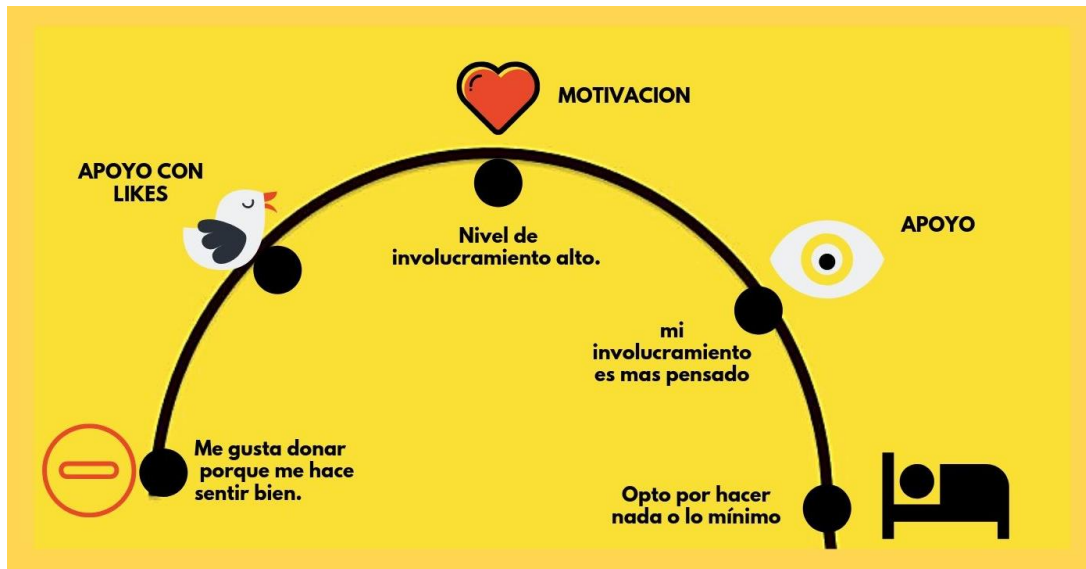 MOTIVACION
APOYO CON
LIKES
Nivel de
involucramiento alto.
APOYO
mi
involucramiento
es mas pensado
Me gusta donar
porque me hace
sentir bien.
Opto por hacer
nada o lo mínimo